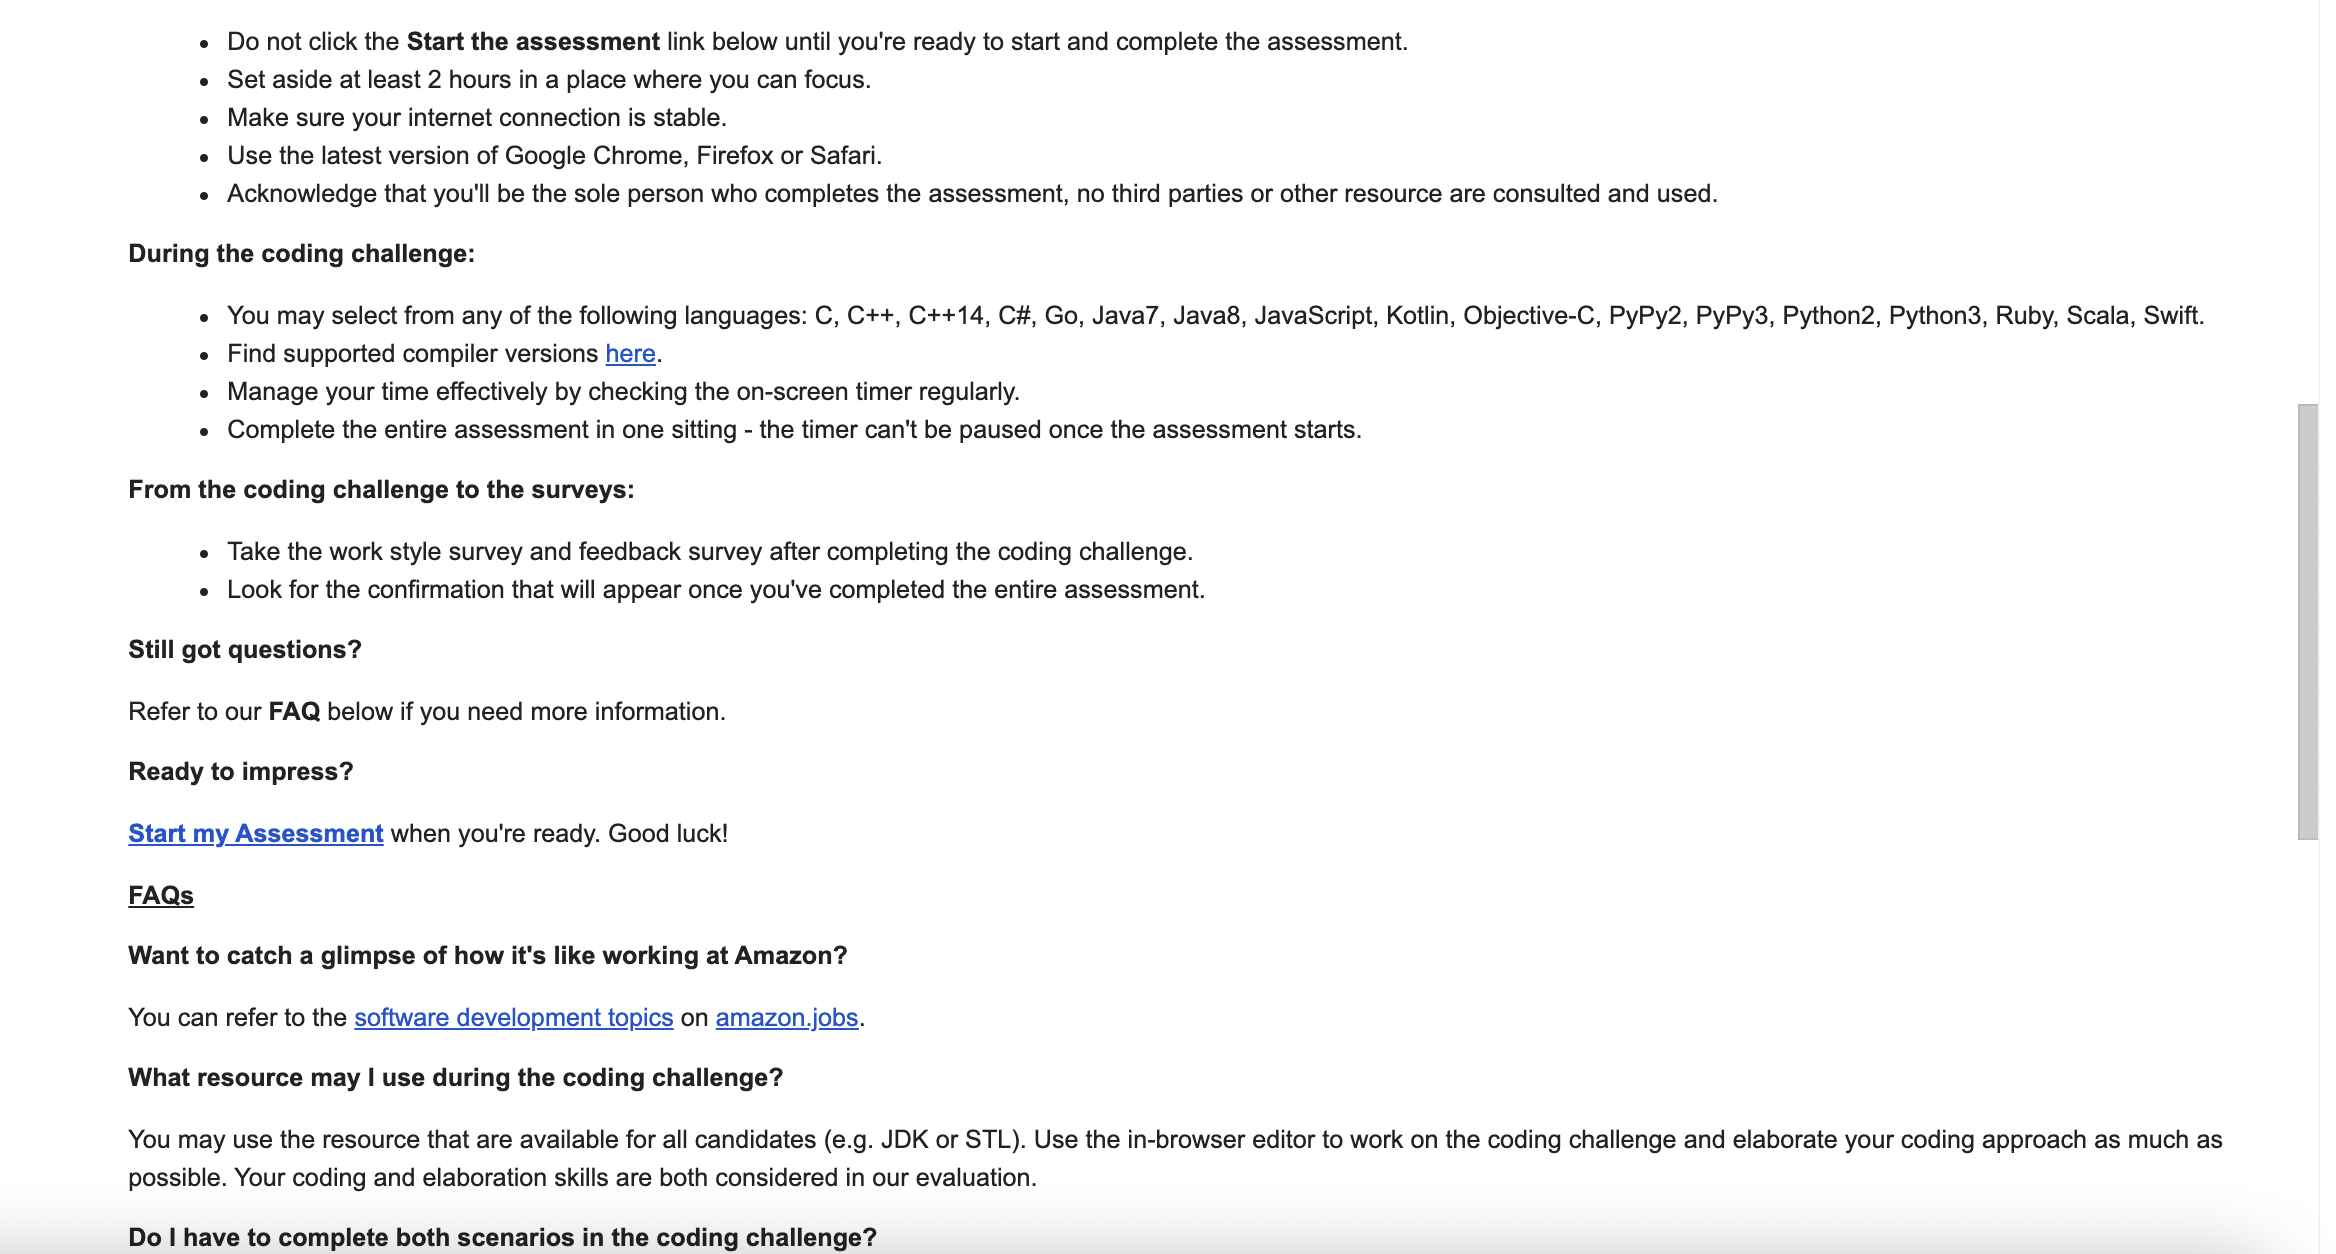 Do not click the Start the assessment link below until you're ready to start and complete the assessment.
Set aside at least 2 hours in a place where you can focus.
Make sure your internet connection is stable.
Use the latest version of Google Chrome, Firefox or Safari.
Acknowledge that you'll be the sole person who completes the assessment, no third parties or other resource are consulted and used.
During the coding challenge:
You may select from any of the following languages: C, C++, C++14, C#, Go, Java7, Java8, JavaScript, Kotlin, Objective-C, PyPy2, PyPy3, Python2, Python3, Ruby, Scala, Swift.
Find supported compiler versions here.
Manage your time effectively by checking the on-screen timer regularly.
Complete the entire assessment in one sitting - the timer can't be paused once the assessment starts.
From the coding challenge to the surveys:
Take the work style survey and feedback survey after completing the coding challenge.
Look for the confirmation that will appear once you've completed the entire assessment.
Still got questions?
Refer to our FAQ below if you need more information.
Ready to impress?
Start my Assessment when you're ready. Good luck!
FAQs
Want to catch a glimpse of how it's like working at Amazon?
You can refer to the software development topics on amazon.jobs.
What resource may I use during the coding challenge?
You may use the resource that are available for all candidates (e.g. JDK or STL). Use the in-browser editor to work on the coding challenge and elaborate your coding approach as much as
possible. Your coding and elaboration skills are both considered in our evaluation.
Do I have to complete both scenarios in the coding challenge?